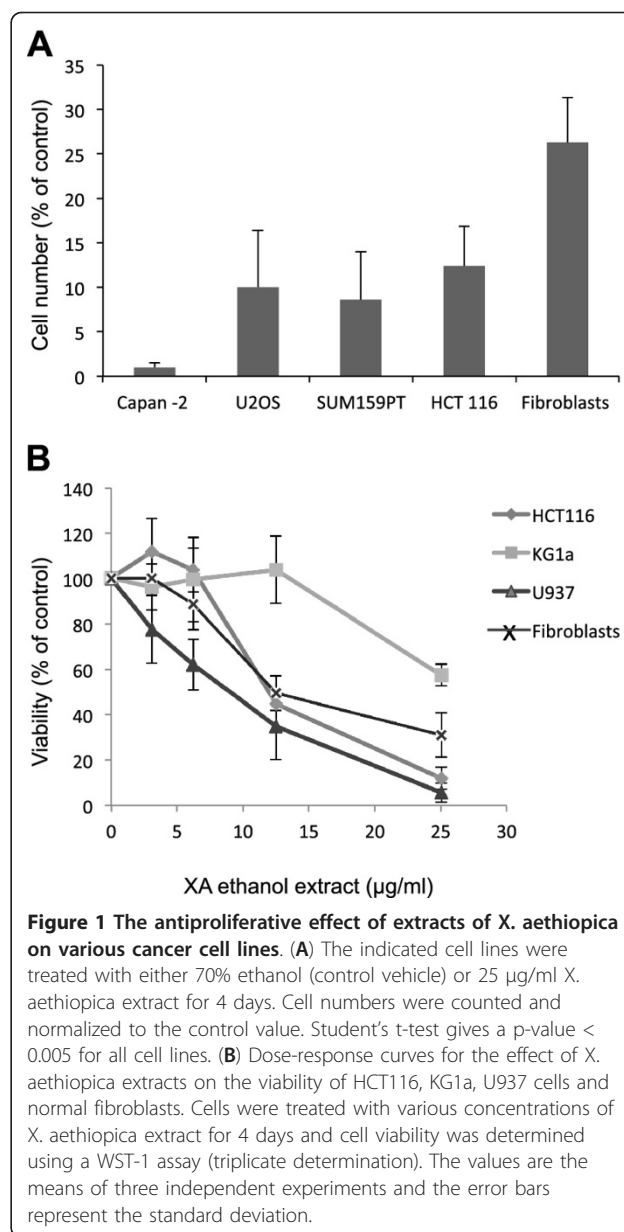 A
35
30
25
20
15
10
5
0
Cell number (% of control)
Capan -2 U2OS SUM159PT HCT 116 Fibroblasts
B
140
120
100
80
60
40
20
0
Viability (% of control)
0 5 10 15 20 25 30
XA ethanol extract (µg/ml)
HCT116
KG1a
U937
Fibroblasts
Figure 1 The antiproliferative effect of extracts of X. aethiopica
on various cancer cell lines. (A) The indicated cell lines were
treated with either 70% ethanol (control vehicle) or 25 µg/ml X.
aethiopica extract for 4 days. Cell numbers were counted and
normalized to the control value. Student's t-test gives a p-value <
0.005 for all cell lines. (B) Dose-response curves for the effect of X.
aethiopica extracts on the viability of HCT116, KG1a, U937 cells and
normal fibroblasts. Cells were treated with various concentrations of
X. aethiopica extract for 4 days and cell viability was determined
using a WST-1 assay (triplicate determination). The values are the
means of three independent experiments and the error bars
represent the standard deviation.